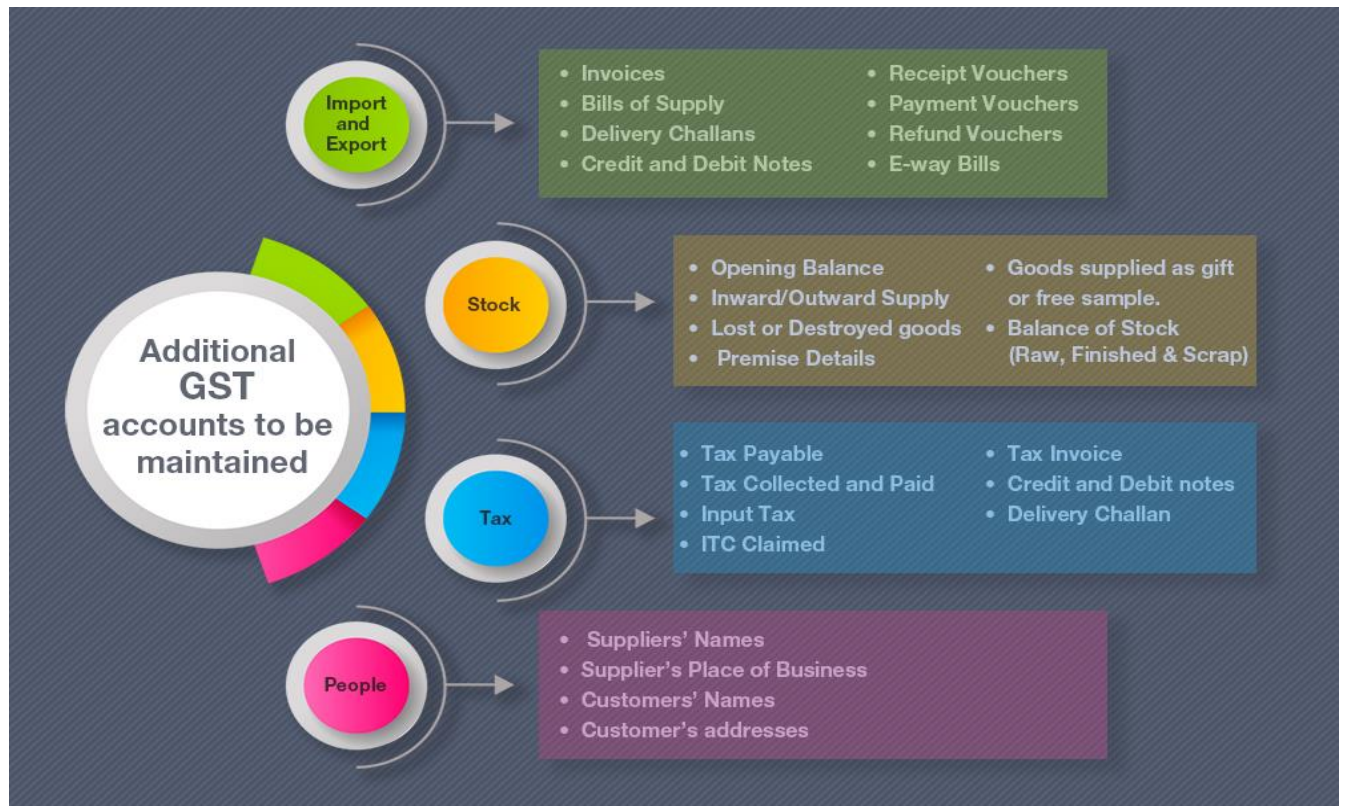 Import
and
Export
• Invoices
• Bills of Supply
• Delivery Challans
• Credit and Debit Notes
• Receipt Vouchers
• Payment Vouchers
• Refund Vouchers
• E-way Bills
Additional
GST
accounts to be
maintained
Stock
• Opening Balance
• Inward/Outward Supply
• Lost or Destroyed goods
• Premise Details
• Goods supplied as gift
or free sample.
• Balance of Stock
(Raw, Finished & Scrap)
Tax
• Tax Payable
• Tax Collected and Paid
• Input Tax
• ITC Claimed
• Tax Invoice
• Credit and Debit notes
• Delivery Challan
People
• Suppliers’ Names
• Supplier’s Place of Business
• Customers’ Names
• Customer’s addresses